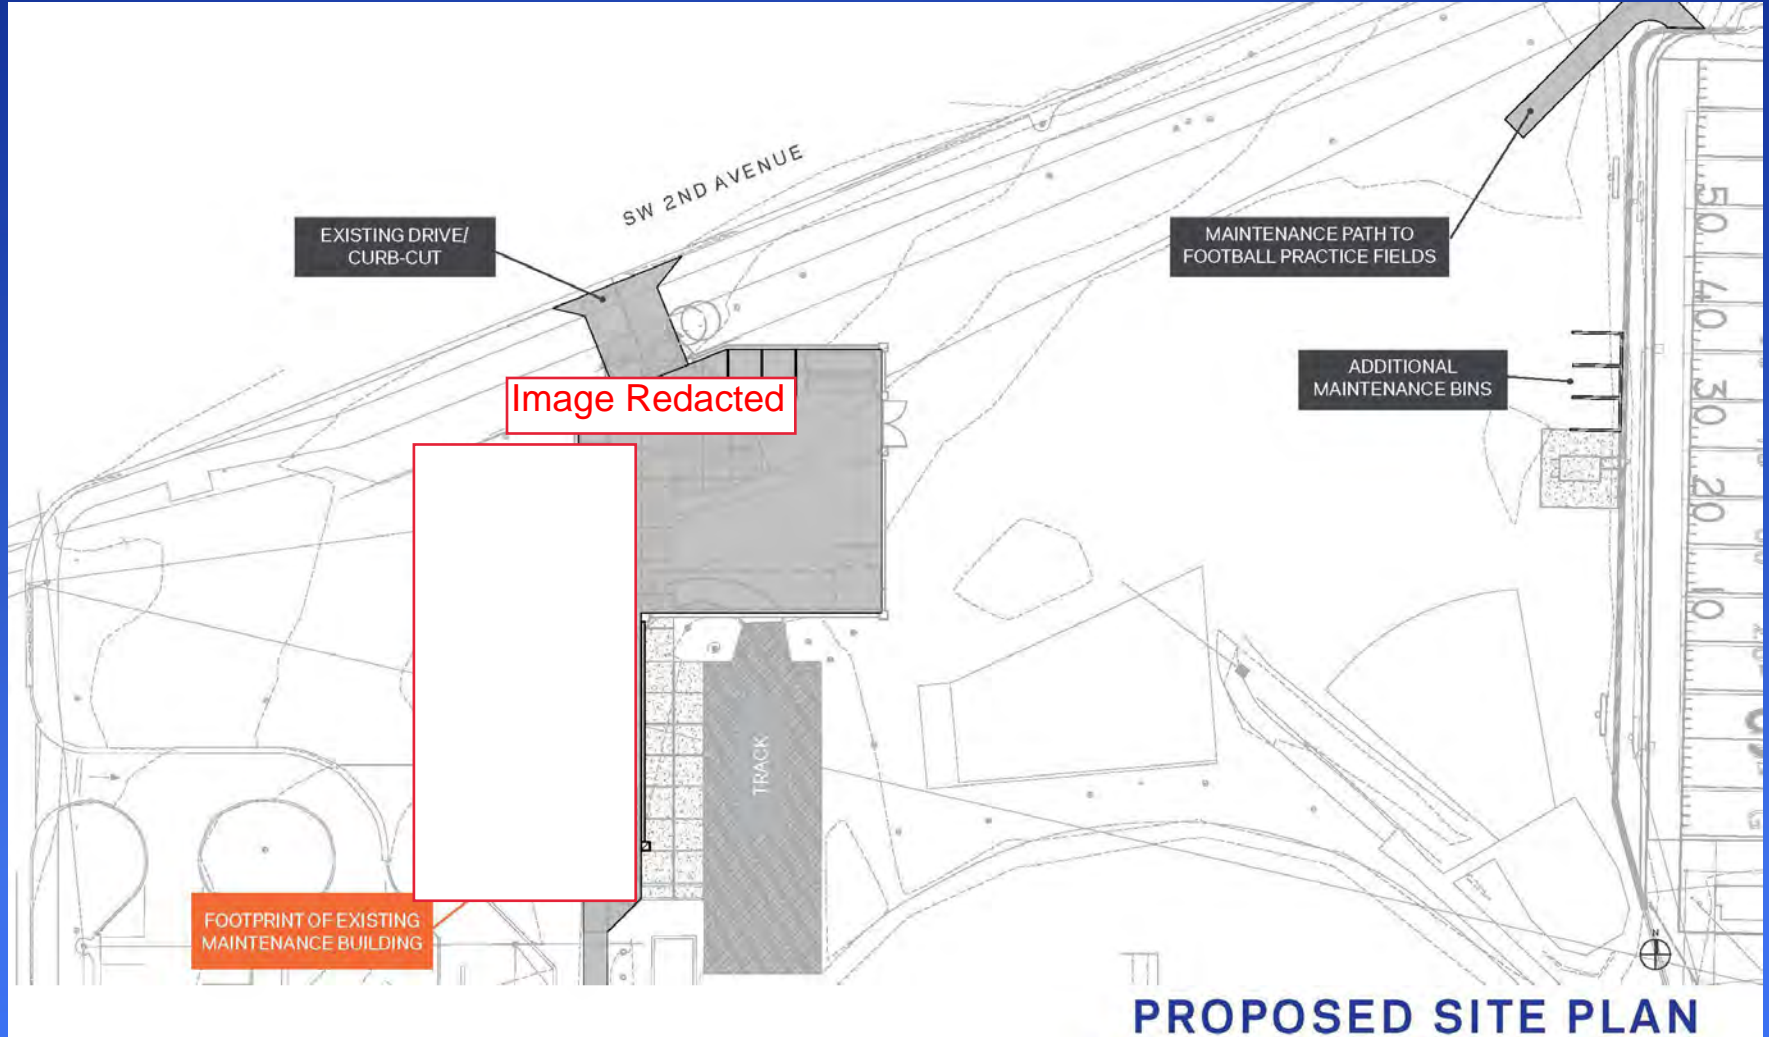 SW 2ND AVENUE
EXISTING DRIVE/
CURB-CUT
MAINTENANCE PATH TO
FOOTBALL PRACTICE FIELDS
ADDITIONAL
MAINTENANCE BINS
Image Redacted
50
40
30
20
10
TRACK
FOOTPRINT OF EXISTING
MAINTENANCE BUILDING
N
PROPOSED SITE PLAN